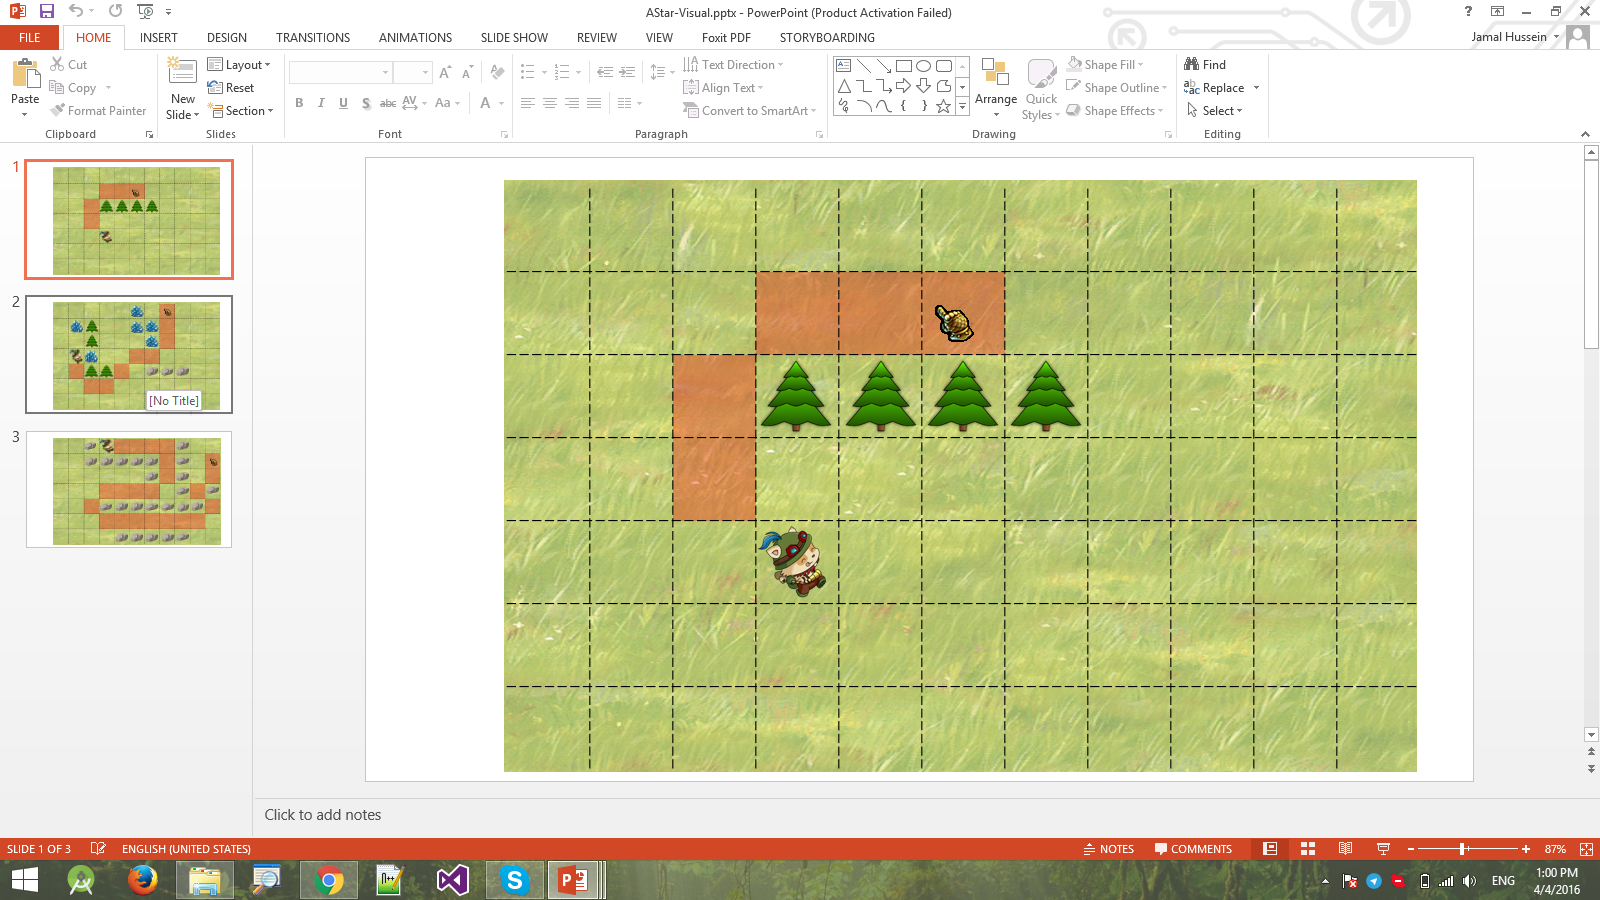 AStar-Visual.pptx - PowerPoint (Product Activation Failed)
?
FILE HOME INSERT DESIGN TRANSITIONS ANIMATIONS SLIDE SHOW REVIEW VIEW Foxit PDF STORYBOARDING
Jamal Hussein
Paste
Cut
Copy
Format Painter
Clipboard
New
Slide
Layout
Reset
Section
Slides
B I U S abc AV Aa A
Font
Text Direction
Align Text
Convert to SmartArt
Paragraph
Arrange
Quick
Styles
Shape Fill
Shape Outline
Shape Effects
Drawing
Find
Replace
Select
Editing
1
2
[No Title]
3
Click to add notes
SLIDE 1 OF 3 ENGLISH (UNITED STATES) NOTES COMMENTS 87%
ENG
1:00 PM
4/4/2016